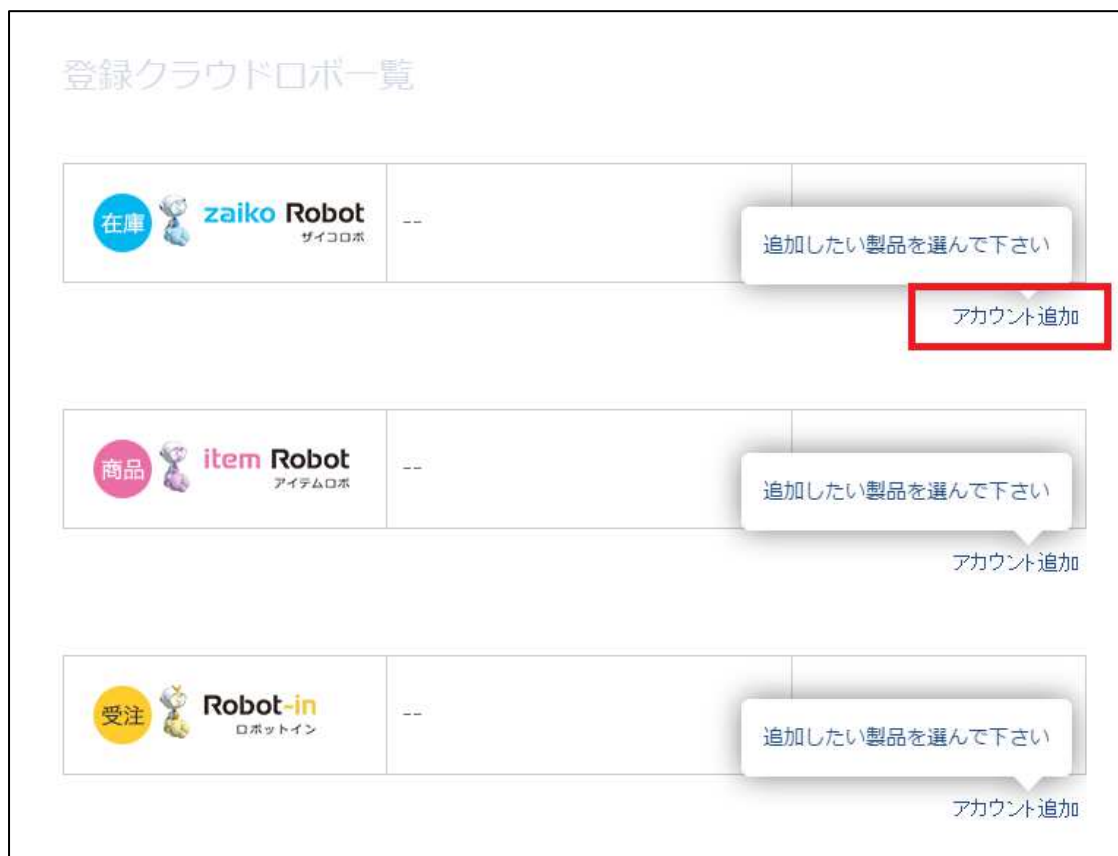 登録クラウドロボ一覧
在庫 zaiko Robot
ザイコロボ
--
追加したい製品を選んで下さい
アカウント追加
商品 item Robot
アイテムロボ
--
追加したい製品を選んで下さい
アカウント追加
受注 Robot-in
ロボットイン
--
追加したい製品を選んで下さい
アカウント追加